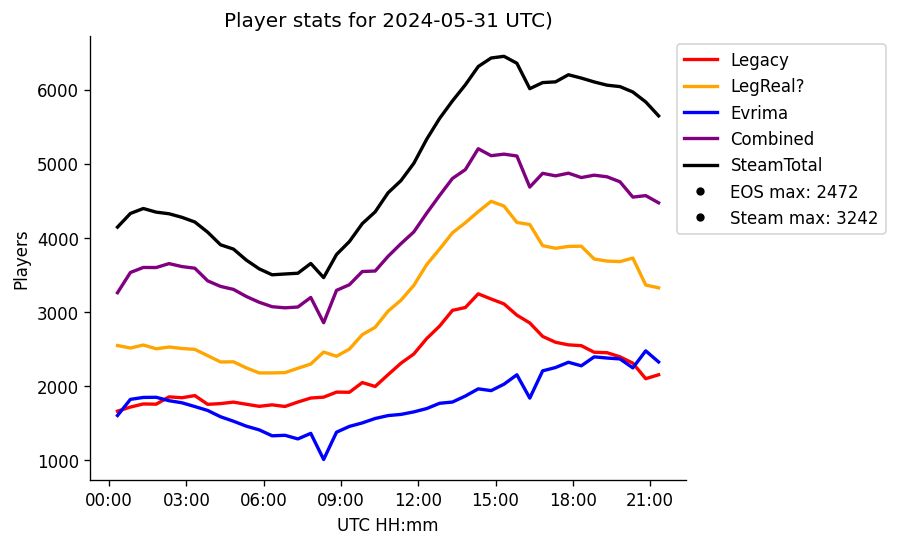 Player stats for 2024-05-31 UTC)
Legacy
LegReal?
Evrima
Combined
SteamTotal
EOS max: 2472
Steam max: 3242
Players
6000
5000
4000
3000
2000
1000
00:00 03:00 06:00 09:00 12:00 15:00 18:00 21:00
UTC HH:mm